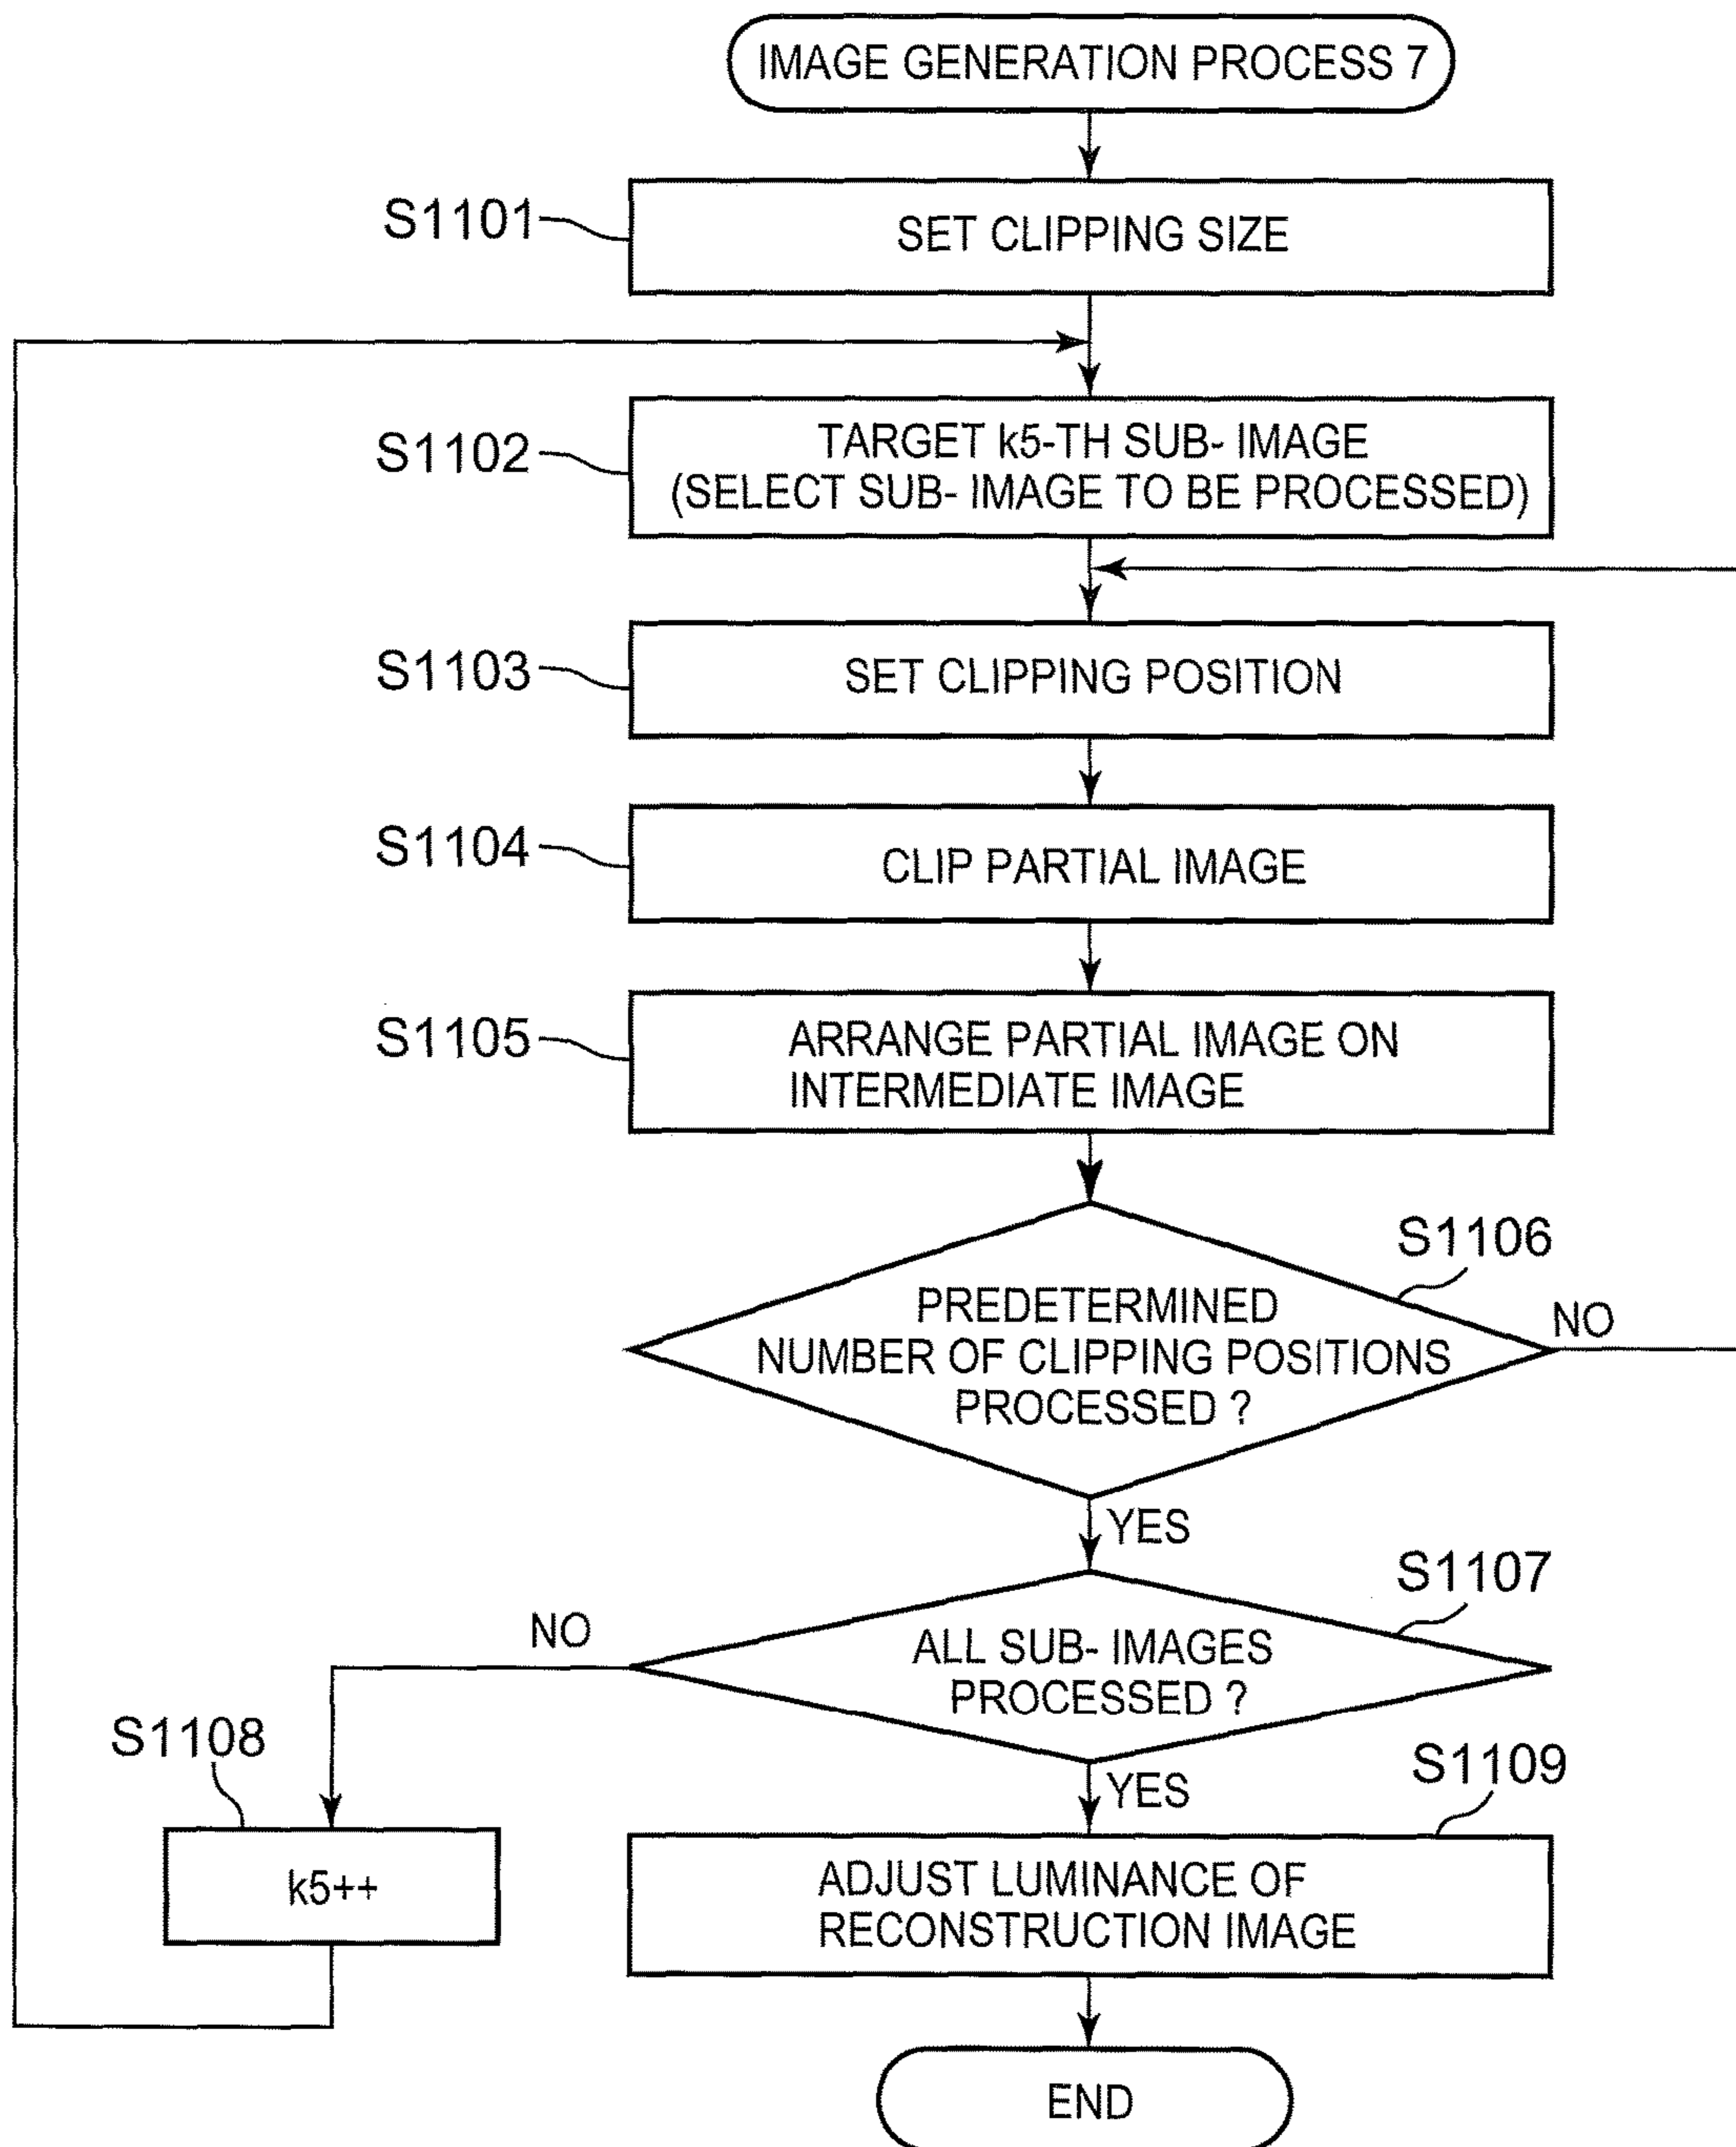 IMAGE GENERATION PROCESS 7
S1101
SET CLIPPING SIZE
S1102
TARGET k5-TH SUB- IMAGE
(SELECT SUB- IMAGE TO BE PROCESSED)
S1103
SET CLIPPING POSITION
S1104
CLIP PARTIAL IMAGE
S1105
ARRANGE PARTIAL IMAGE ON
INTERMEDIATE IMAGE
S1106
PREDETERMINED
NUMBER OF CLIPPING POSITIONS
PROCESSED ?
NO
YES
S1107
ALL SUB- IMAGES
PROCESSED ?
NO
S1108
k5++
YES
S1109
ADJUST LUMINANCE OF
RECONSTRUCTION IMAGE
END